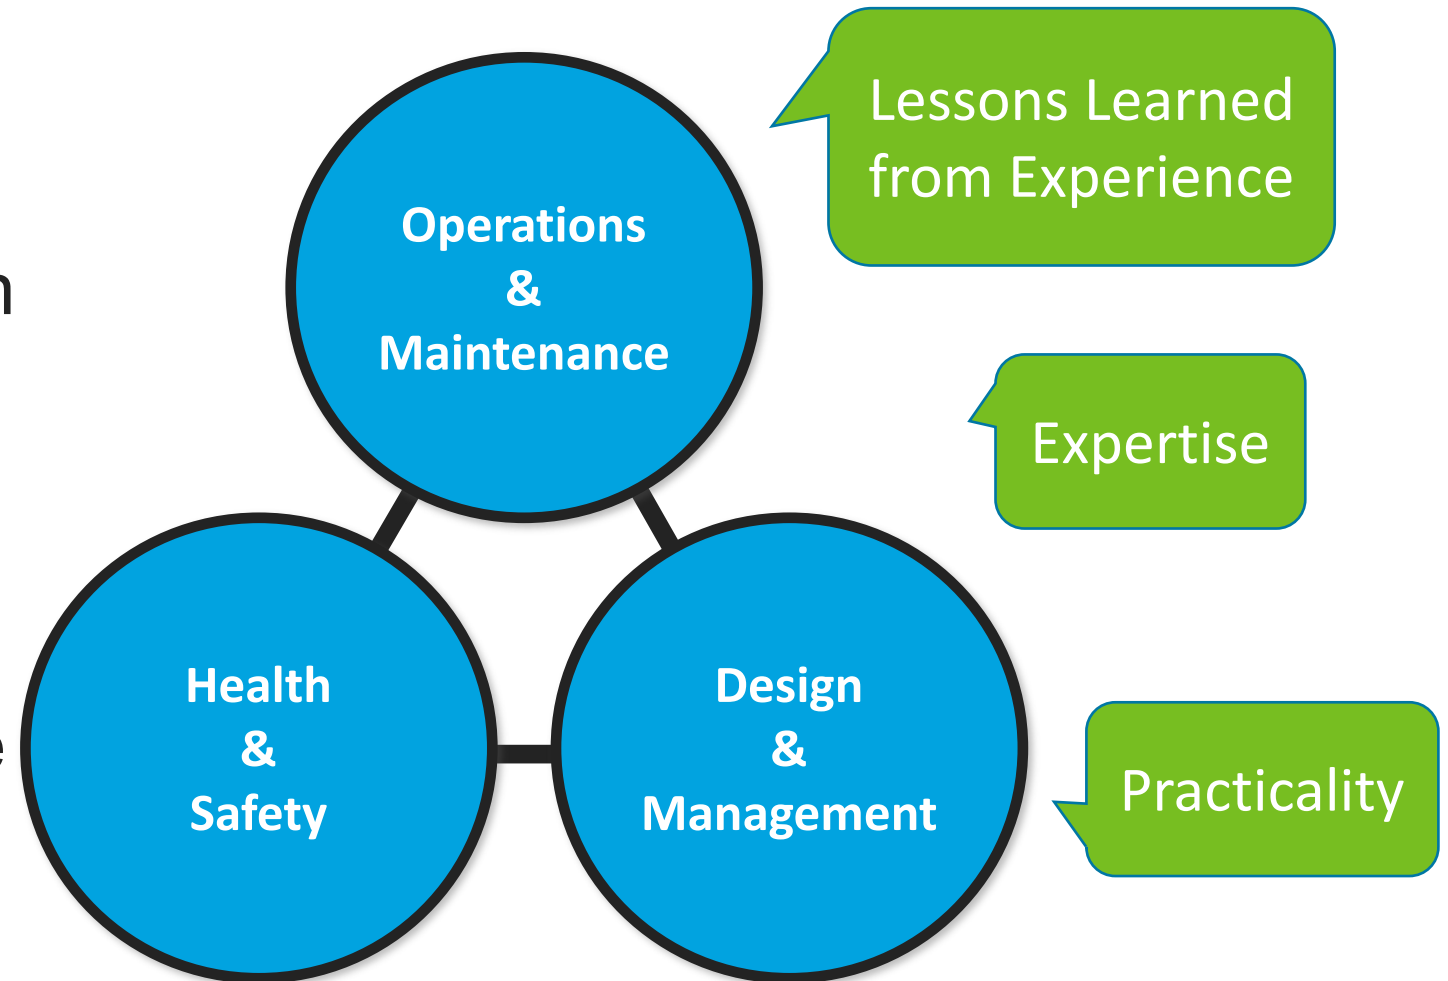 Lessons Learned
from Experience
Operations
&
Maintenance
Expertise
Health
&
Safety
Design
&
Management
Practicality